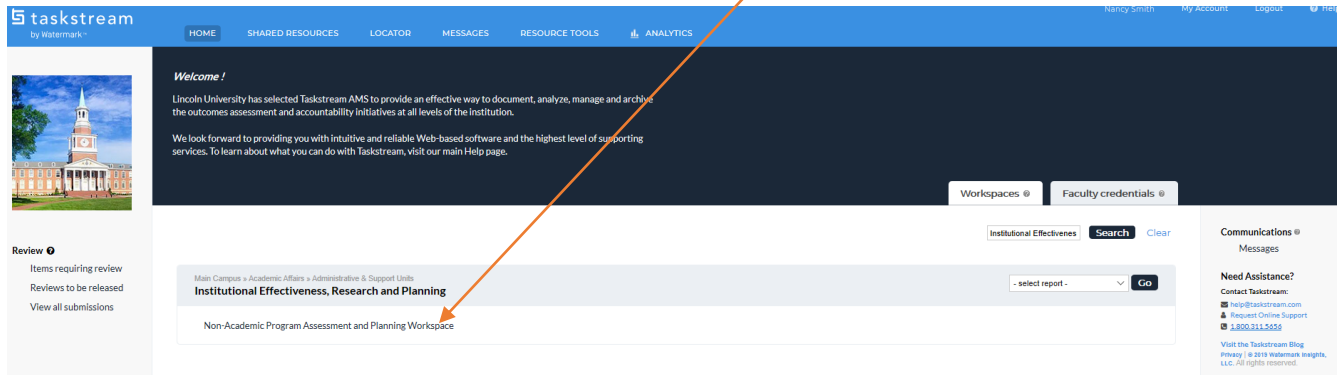 Nancy Smith My Account Logout Help
taskstream
by Watermark™
HOME SHARED RESOURCES LOCATOR MESSAGES RESOURCE TOOLS ANALYTICS
Welcome !
Lincoln University has selected Taskstream AMS to provide an effective way to document, analyze, manage and archive
the outcomes assessment and accountability initiatives at all levels of the institution.
We look forward to providing you with intuitive and reliable Web-based software and the highest level of supporting
services. To learn about what you can do with Taskstream, visit our main Help page.
Workspaces Faculty credentials
Institutional Effectivenes Search Clear
Review
Items requiring review
Reviews to be released
View all submissions
Main Campus » Academic Affairs » Administrative & Support Units
Institutional Effectiveness, Research and Planning
- select report - Go
Non-Academic Program Assessment and Planning Workspace
Communications
Messages
Need Assistance?
Contact Taskstream:
help@taskstream.com
Request Online Support
1.800.311.5656
Visit the Taskstream Blog
Privacy | © 2019 Watermark Insights,
LLC. All rights reserved.